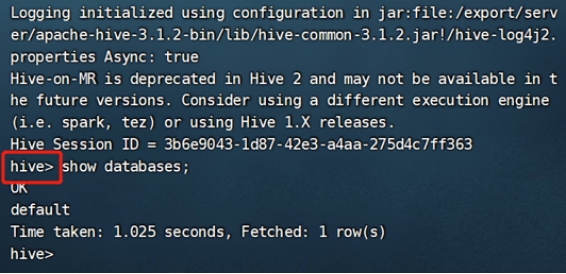 Logging initialized using configuration in jar:file:/export/serv
er/apache-hive-3.1.2-bin/lib/hive-common-3.1.2.jar!/hive-log4j2.
properties Async: true
Hive-on-MR is deprecated in Hive 2 and may not be available in t
he future versions. Consider using a different execution engine
(i.e. spark, tez) or using Hive 1.X releases.
Hive Session ID = 3b6e9043-1d87-42e3-a4aa-275d4c7ff363
hive> show databases;
OK
default
Time taken: 1.025 seconds, Fetched: 1 row(s)
hive>